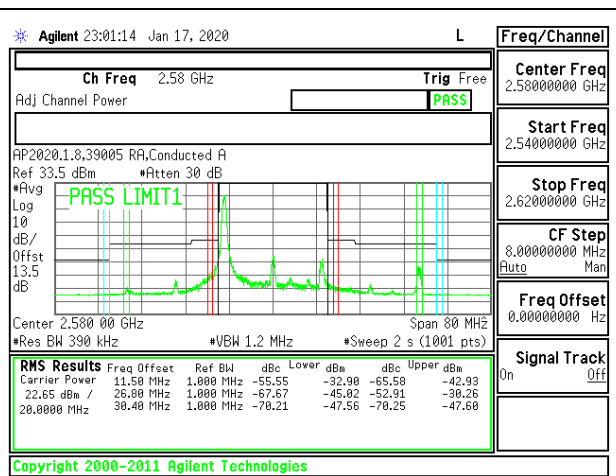 Agilent 23:01:14 Jan 17, 2020 L
Freq/Channel
Ch Freq 2.58 GHz Trig Free
Adj Channel Power PASS
AP2020.1.8,39005 RA,Conducted A
Ref 33.5 dBm #Atten 30 dB
#Avg
Log
10
dB/
Offst
13.5
dB
PASS LIMIT1
Center 2.580 00 GHz Span 80 MHz
#Res BW 390 kHz #VBW 1.2 MHz #Sweep 2 s (1001 pts)
RMS Results Freq Offset Ref BW dBc Lower dBm dBc Upper dBm
Carrier Power 11.50 MHz 1.000 MHz -55.55 -32.90 -65.58 -42.93
22.65 dBm / 26.80 MHz 1.000 MHz -67.67 -45.02 -52.91 -30.26
20.0000 MHz 30.40 MHz 1.000 MHz -70.21 -47.56 -70.25 -47.60
Copyright 2000-2011 Agilent Technologies
Center Freq
2.58000000 GHz
Start Freq
2.54000000 GHz
Stop Freq
2.62000000 GHz
CF Step
8.00000000 MHz
Auto Man
Freq Offset
0.00000000 Hz
Signal Track
On Off